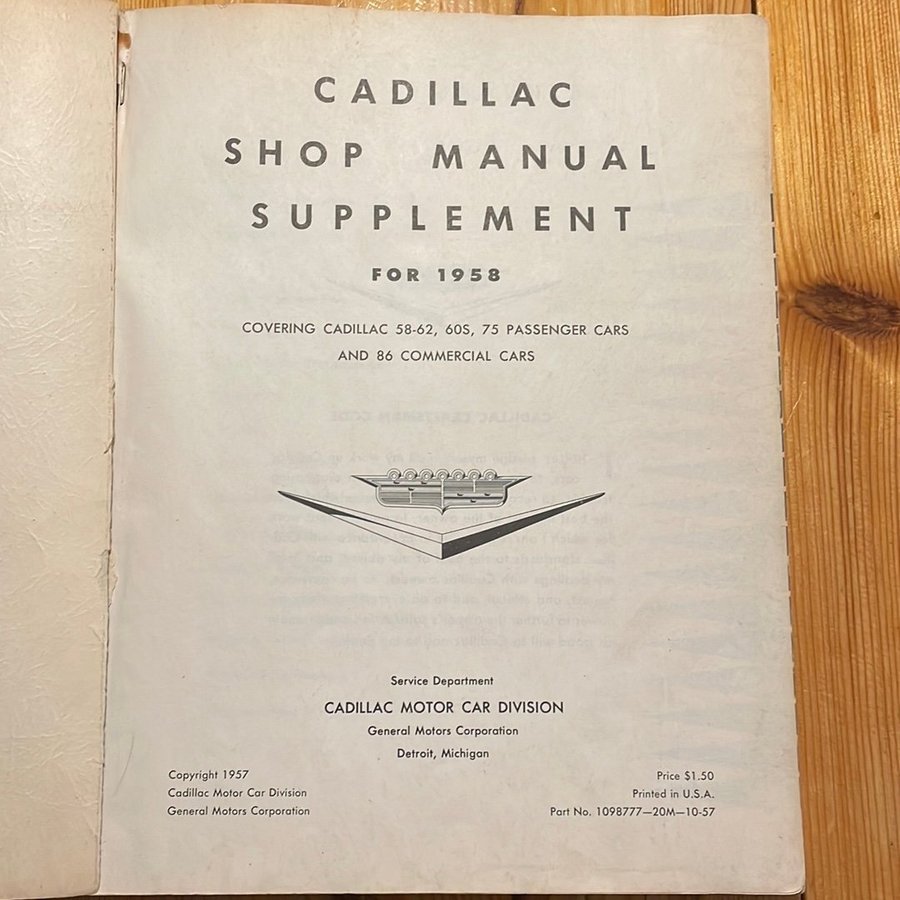 CADILLAC
SHOP MANUAL
SUPPLEMENT
FOR 1958
COVERING CADILLAC 58-62, 60S, 75 PASSENGER CARS
AND 86 COMMERCIAL CARS
Service Department
CADILLAC MOTOR CAR DIVISION
General Motors Corporation
Detroit, Michigan
Copyright 1957
Cadillac Motor Car Division
General Motors Corporation
Price $1.50
Printed in U.S.A.
Part No. 1098777—20M—10-57